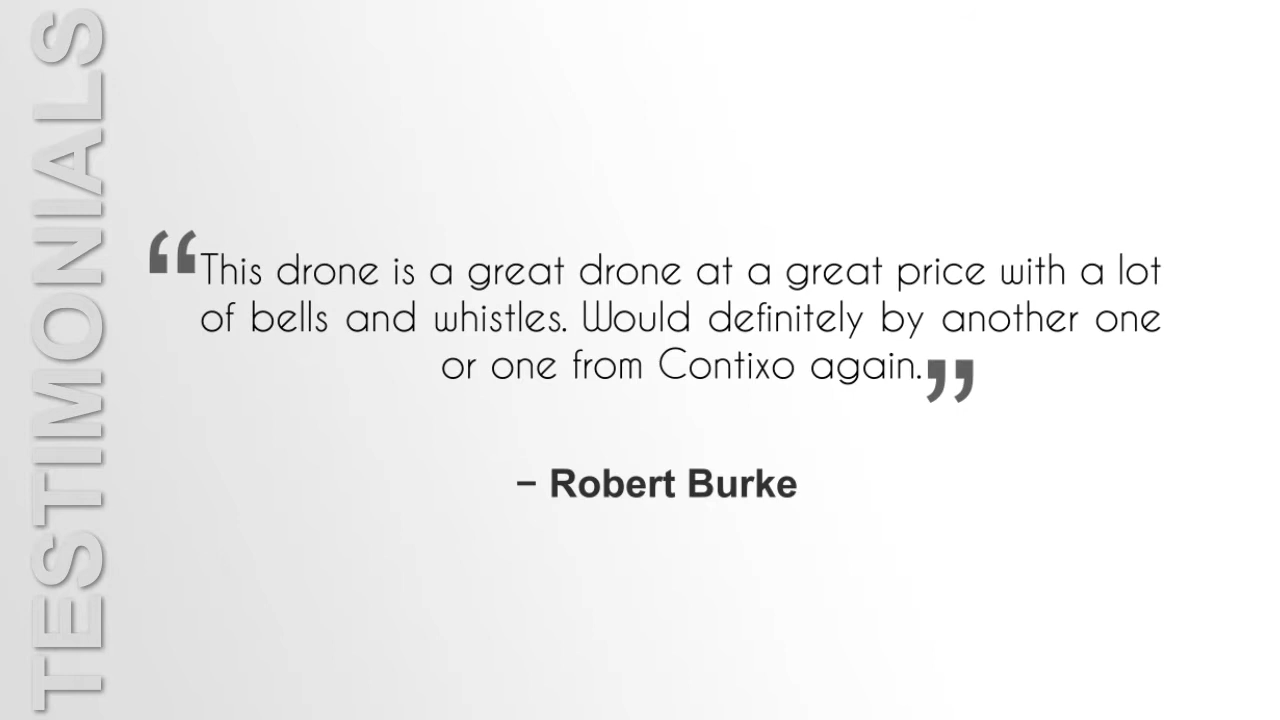 TESTIMONIALS
“This drone is a great drone at a great price with a lot
of bells and whistles. Would definitely by another one
or one from Contixo again.”
– Robert Burke